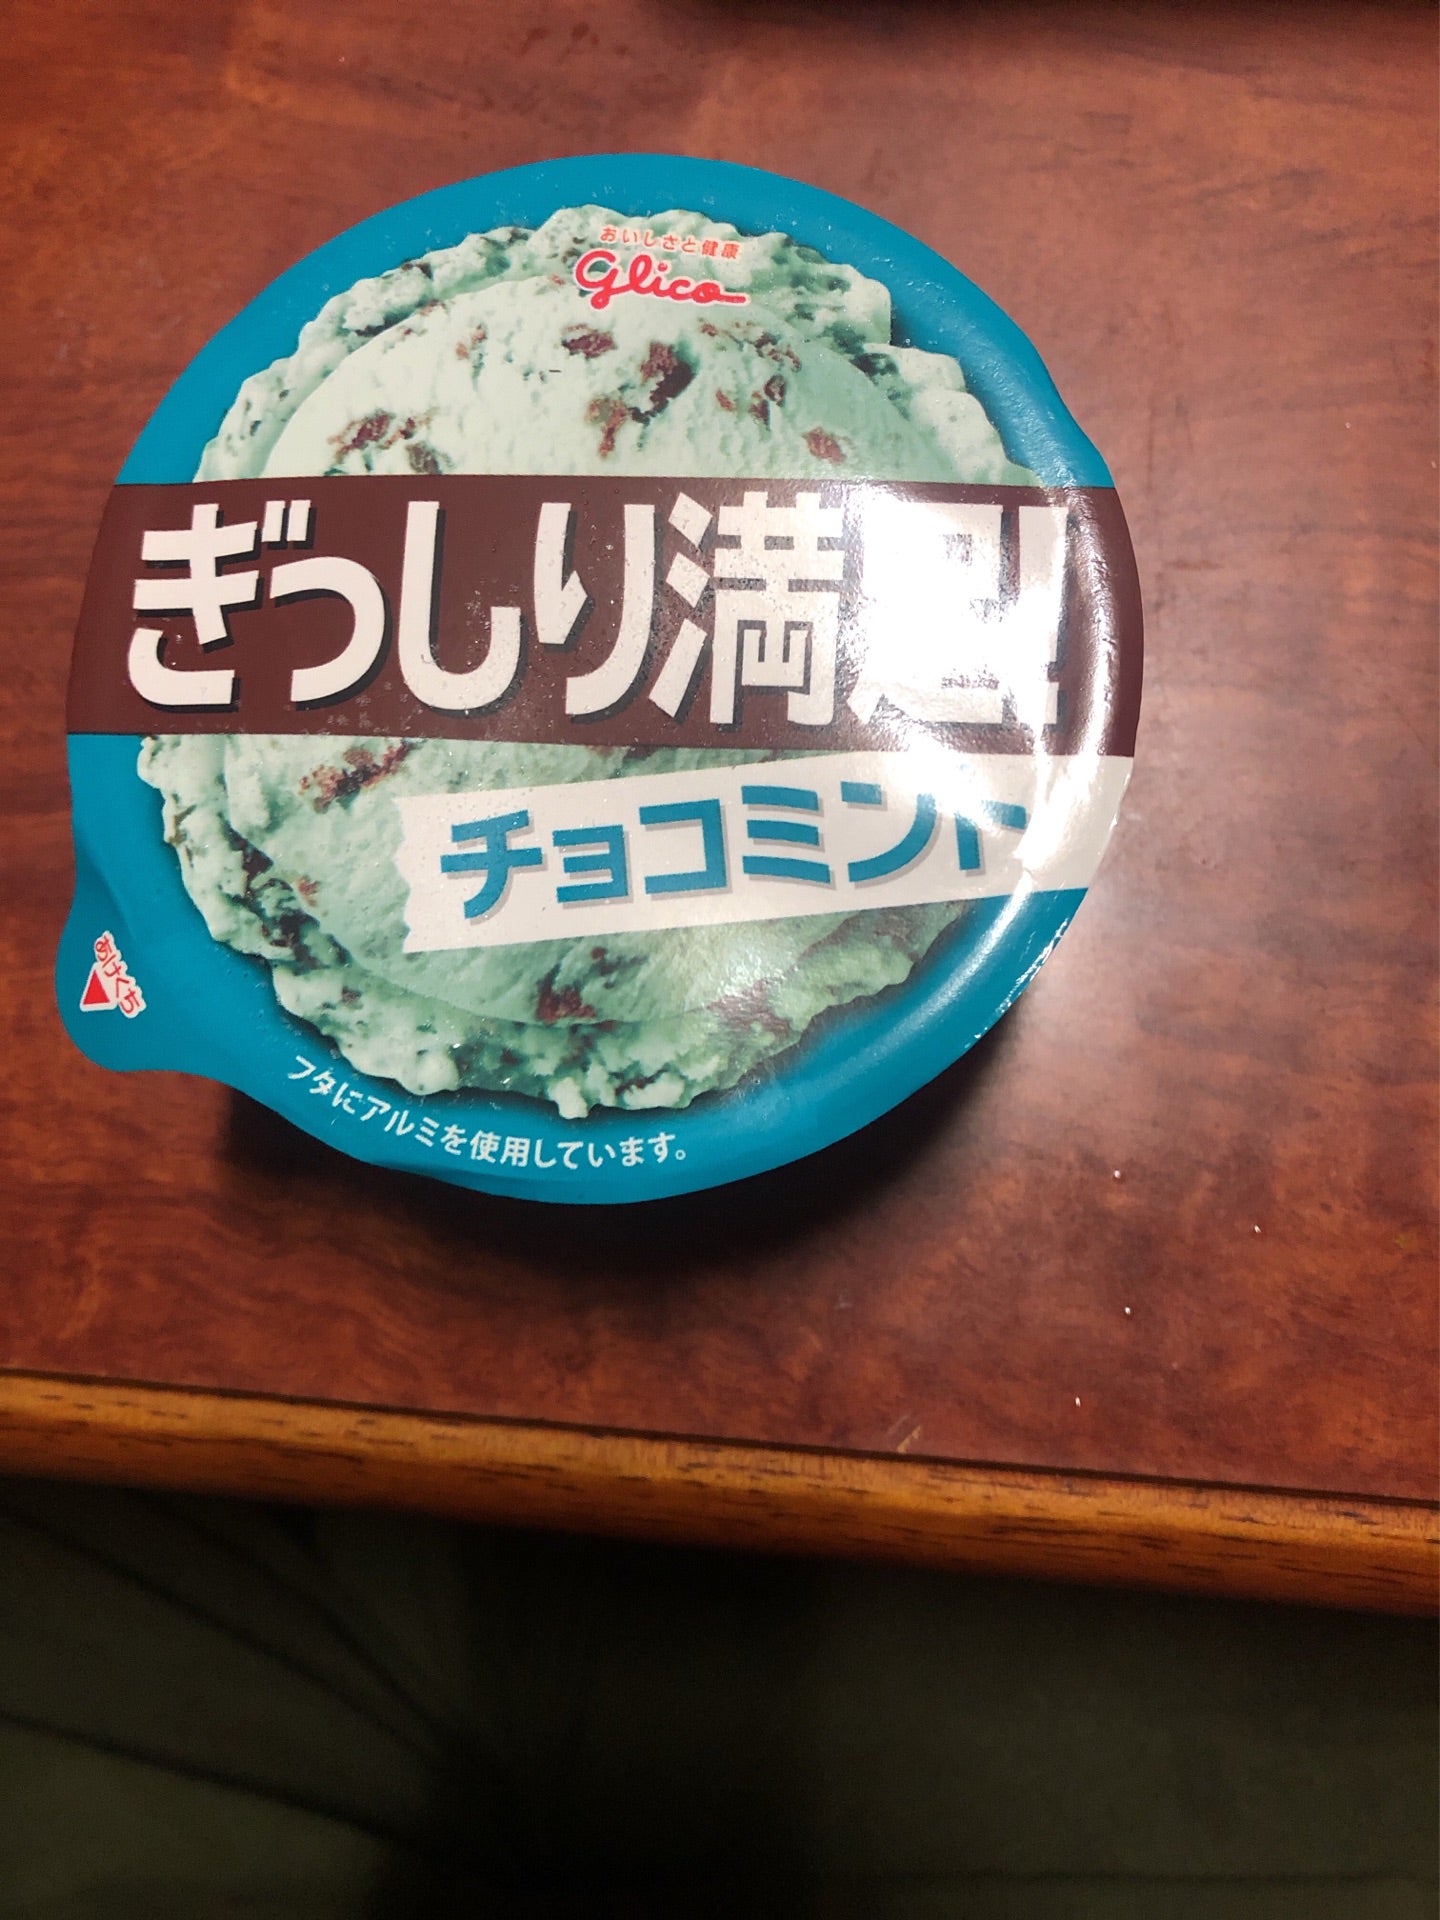 おいしさと健康
glico
ぎっしり満足!
チョコミント
あけくち
フタにアルミを使用しています。